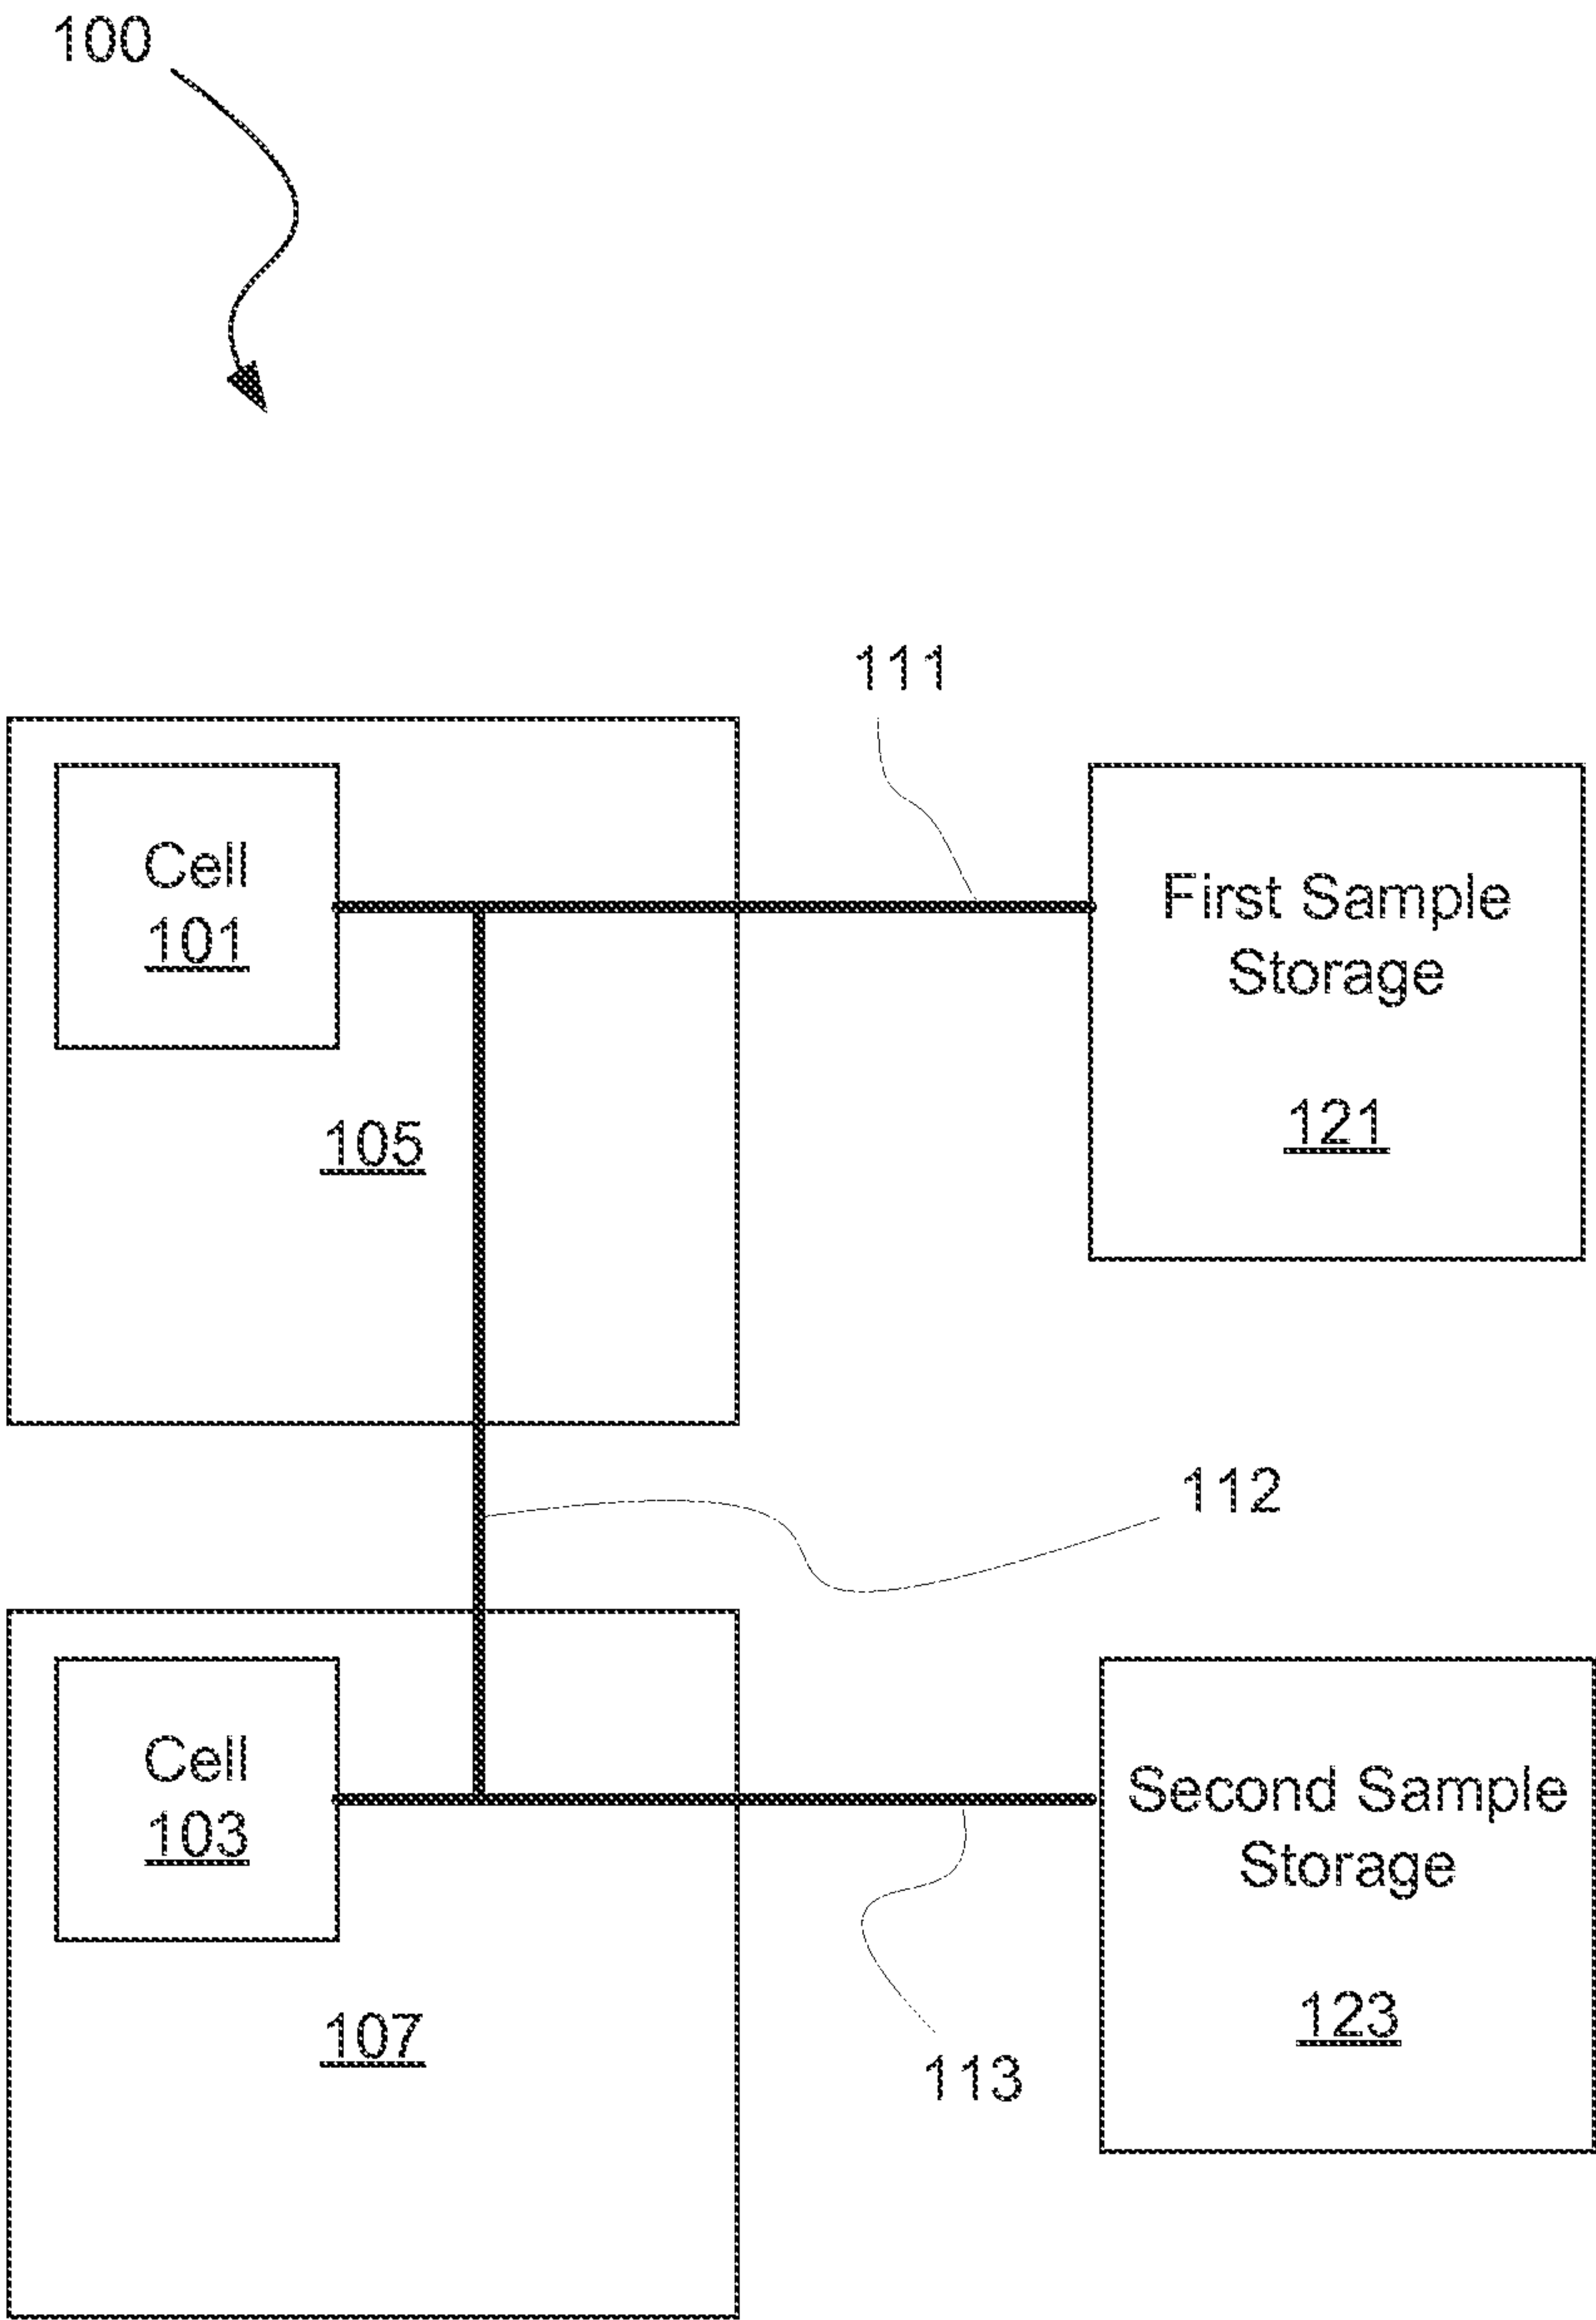 100
111
Cell
101
First Sample
Storage
105
121
112
Cell
103
Second Sample
Storage
107
123
113